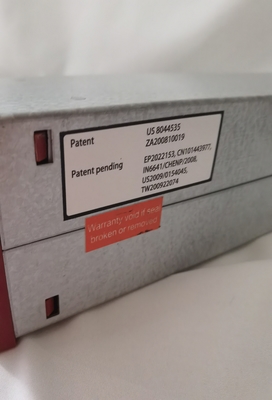 Patent US 8044535
ZA200810019
Patent pending EP2022153, CN101443977,
IN6641/CHENP/2008,
US2009/0154045,
TW200922074
Warranty void if seal
broken or removed